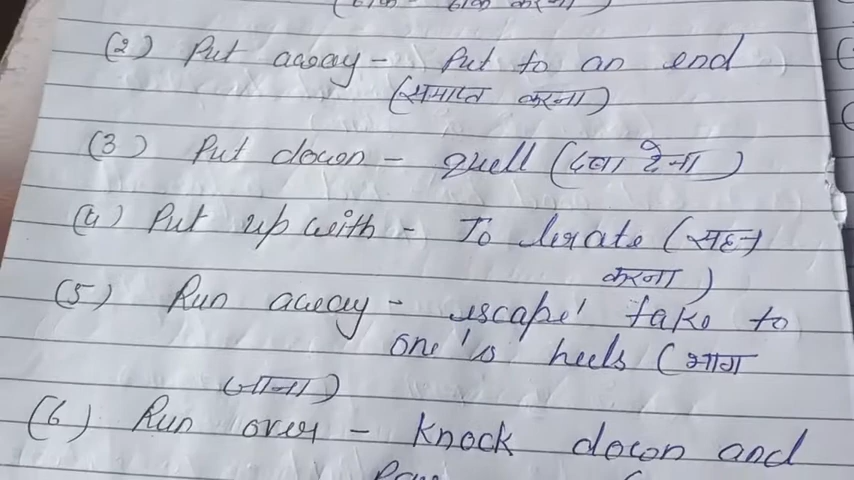 (2) Put away - Put to an end
(समाप्त करना)
(3) Put down - quell (दबा देना)
(4) Put up with - To lerate (सहन
करना)
(5) Run away - escape' take to
one's heels (भाग
जाना)
(6) Run over - knock down and